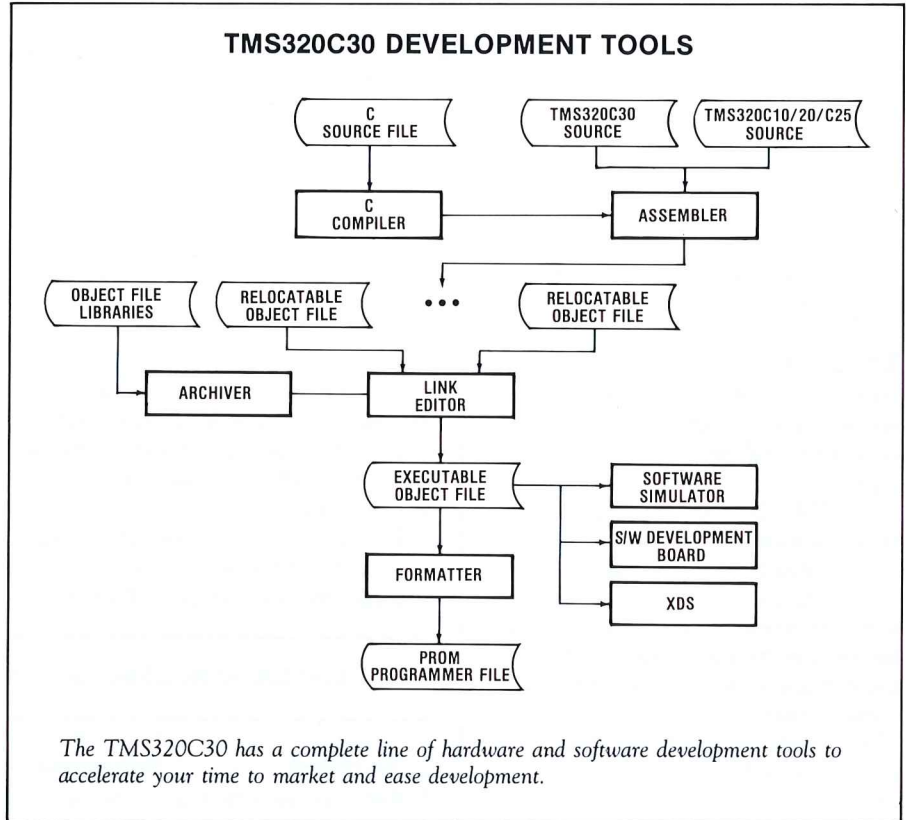 TMS320C30 DEVELOPMENT TOOLS
C
SOURCE FILE
TMS320C30
SOURCE
TMS320C10/20/C25
SOURCE
C
COMPILER
ASSEMBLER
OBJECT FILE
LIBRARIES
RELOCATABLE
OBJECT FILE
•••
RELOCATABLE
OBJECT FILE
ARCHIVER
LINK
EDITOR
EXECUTABLE
OBJECT FILE
SOFTWARE
SIMULATOR
S/W DEVELOPMENT
BOARD
FORMATTER
XDS
PROM
PROGRAMMER FILE
The TMS320C30 has a complete line of hardware and software development tools to
accelerate your time to market and ease development.